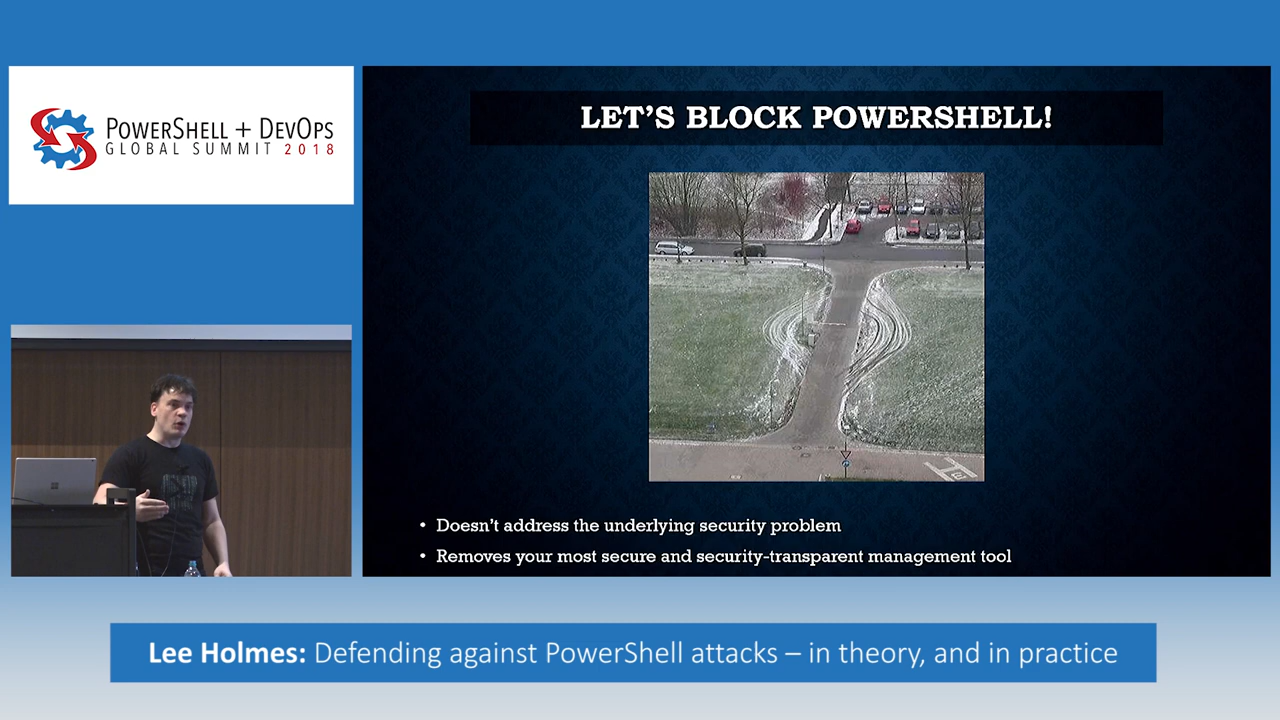 POWERSHELL + DEVOPS
GLOBAL SUMMIT 2018
LET'S BLOCK POWERSHELL!
• Doesn't address the underlying security problem
• Removes your most secure and security-transparent management tool
Lee Holmes: Defending against PowerShell attacks – in theory, and in practice